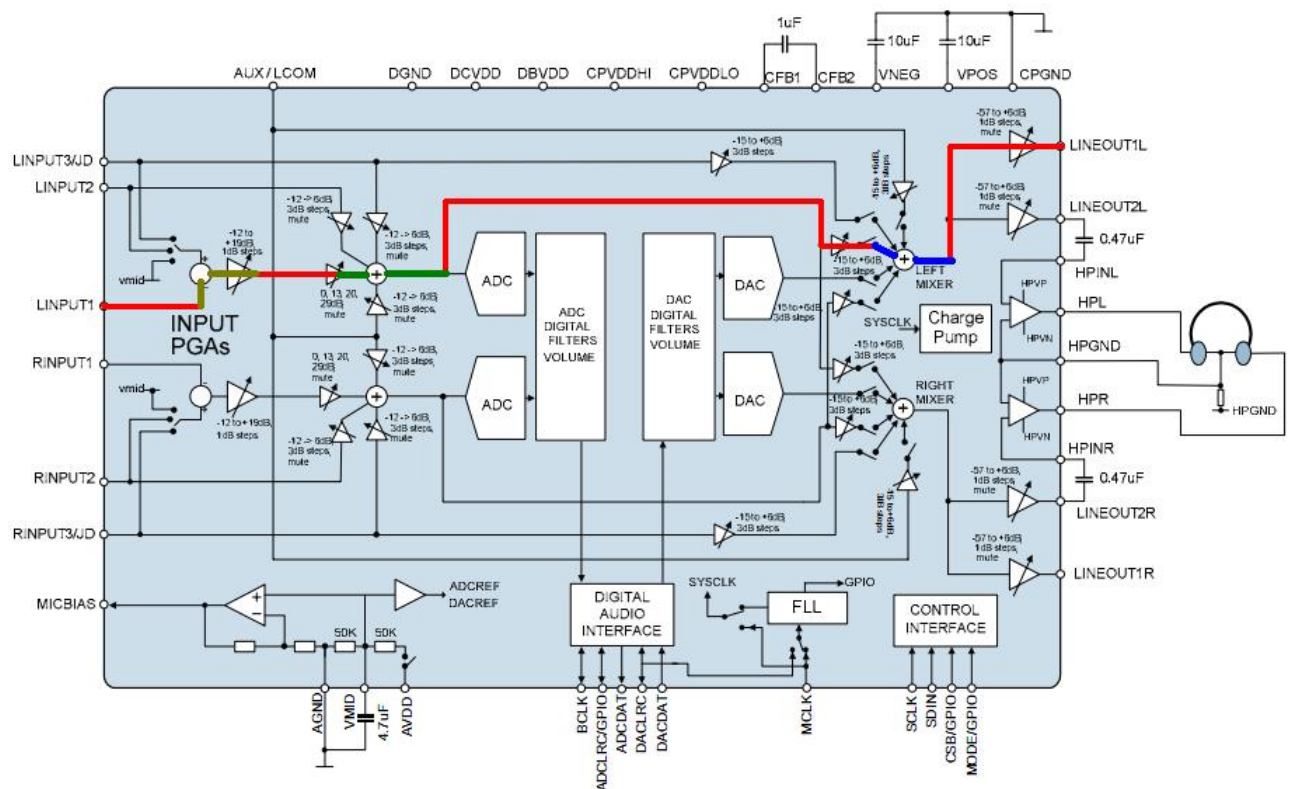 1uF
10uF
10uF
AUX / LCOM
DGND
DCVDD
DBVDD
CPVDDHI
CPVDDLO
CFB1
CFB2
VNEG
VPOS
CPGND
LINPUT3/JD
LINPUT2
LINPUT1
RINPUT1
RINPUT2
RINPUT3/JD
MICBIAS
vmid
-12 to
+19dB,
1dB steps
INPUT
PGAs
vmid
-12 to +19dB,
1dB steps
-12 -> 6dB,
3dB steps,
mute
-12 -> 6dB,
3dB steps,
mute
0, 13, 20,
29dB,
mute
-12 -> 6dB,
3dB steps,
mute
0, 13, 20,
29dB,
mute
-12 -> 6dB,
3dB steps,
mute
-12 -> 6dB,
3dB steps,
mute
-12 -> 6dB,
3dB steps,
mute
ADC
ADC
ADC
DIGITAL
FILTERS
VOLUME
DAC
DIGITAL
FILTERS
VOLUME
DAC
DAC
-15 to +6dB,
3dB steps
-15 to +6dB,
3dB steps
-15 to +6dB,
3dB steps
-15 to +6dB,
3dB steps
LEFT
MIXER
SYSCLK
Charge
Pump
-15 to +6dB,
3dB steps
RIGHT
MIXER
-15 to +6dB,
3dB steps
-15 to +6dB,
3dB steps
-15 to +6dB,
3dB steps
-57 to +6dB,
1dB steps,
mute
-57 to +6dB,
1dB steps,
mute
-57 to +6dB,
1dB steps,
mute
-57 to +6dB,
1dB steps,
mute
HPVP
HPVN
HPVP
HPVN
LINEOUT1L
LINEOUT2L
0.47uF
HPINL
HPL
HPGND
HPR
HPGND
HPINR
0.47uF
LINEOUT2R
LINEOUT1R
+
-
ADCREF
DACREF
50K
50K
DIGITAL
AUDIO
INTERFACE
SYSCLK
GPIO
FLL
CONTROL
INTERFACE
AGND
VMID
4.7uF
AVDD
BCLK
ADCLRC/GPIO
ADCDAT
DACLRC
DACDAT
MCLK
SCLK
SDIN
CSB/GPIO
MODE/GPIO